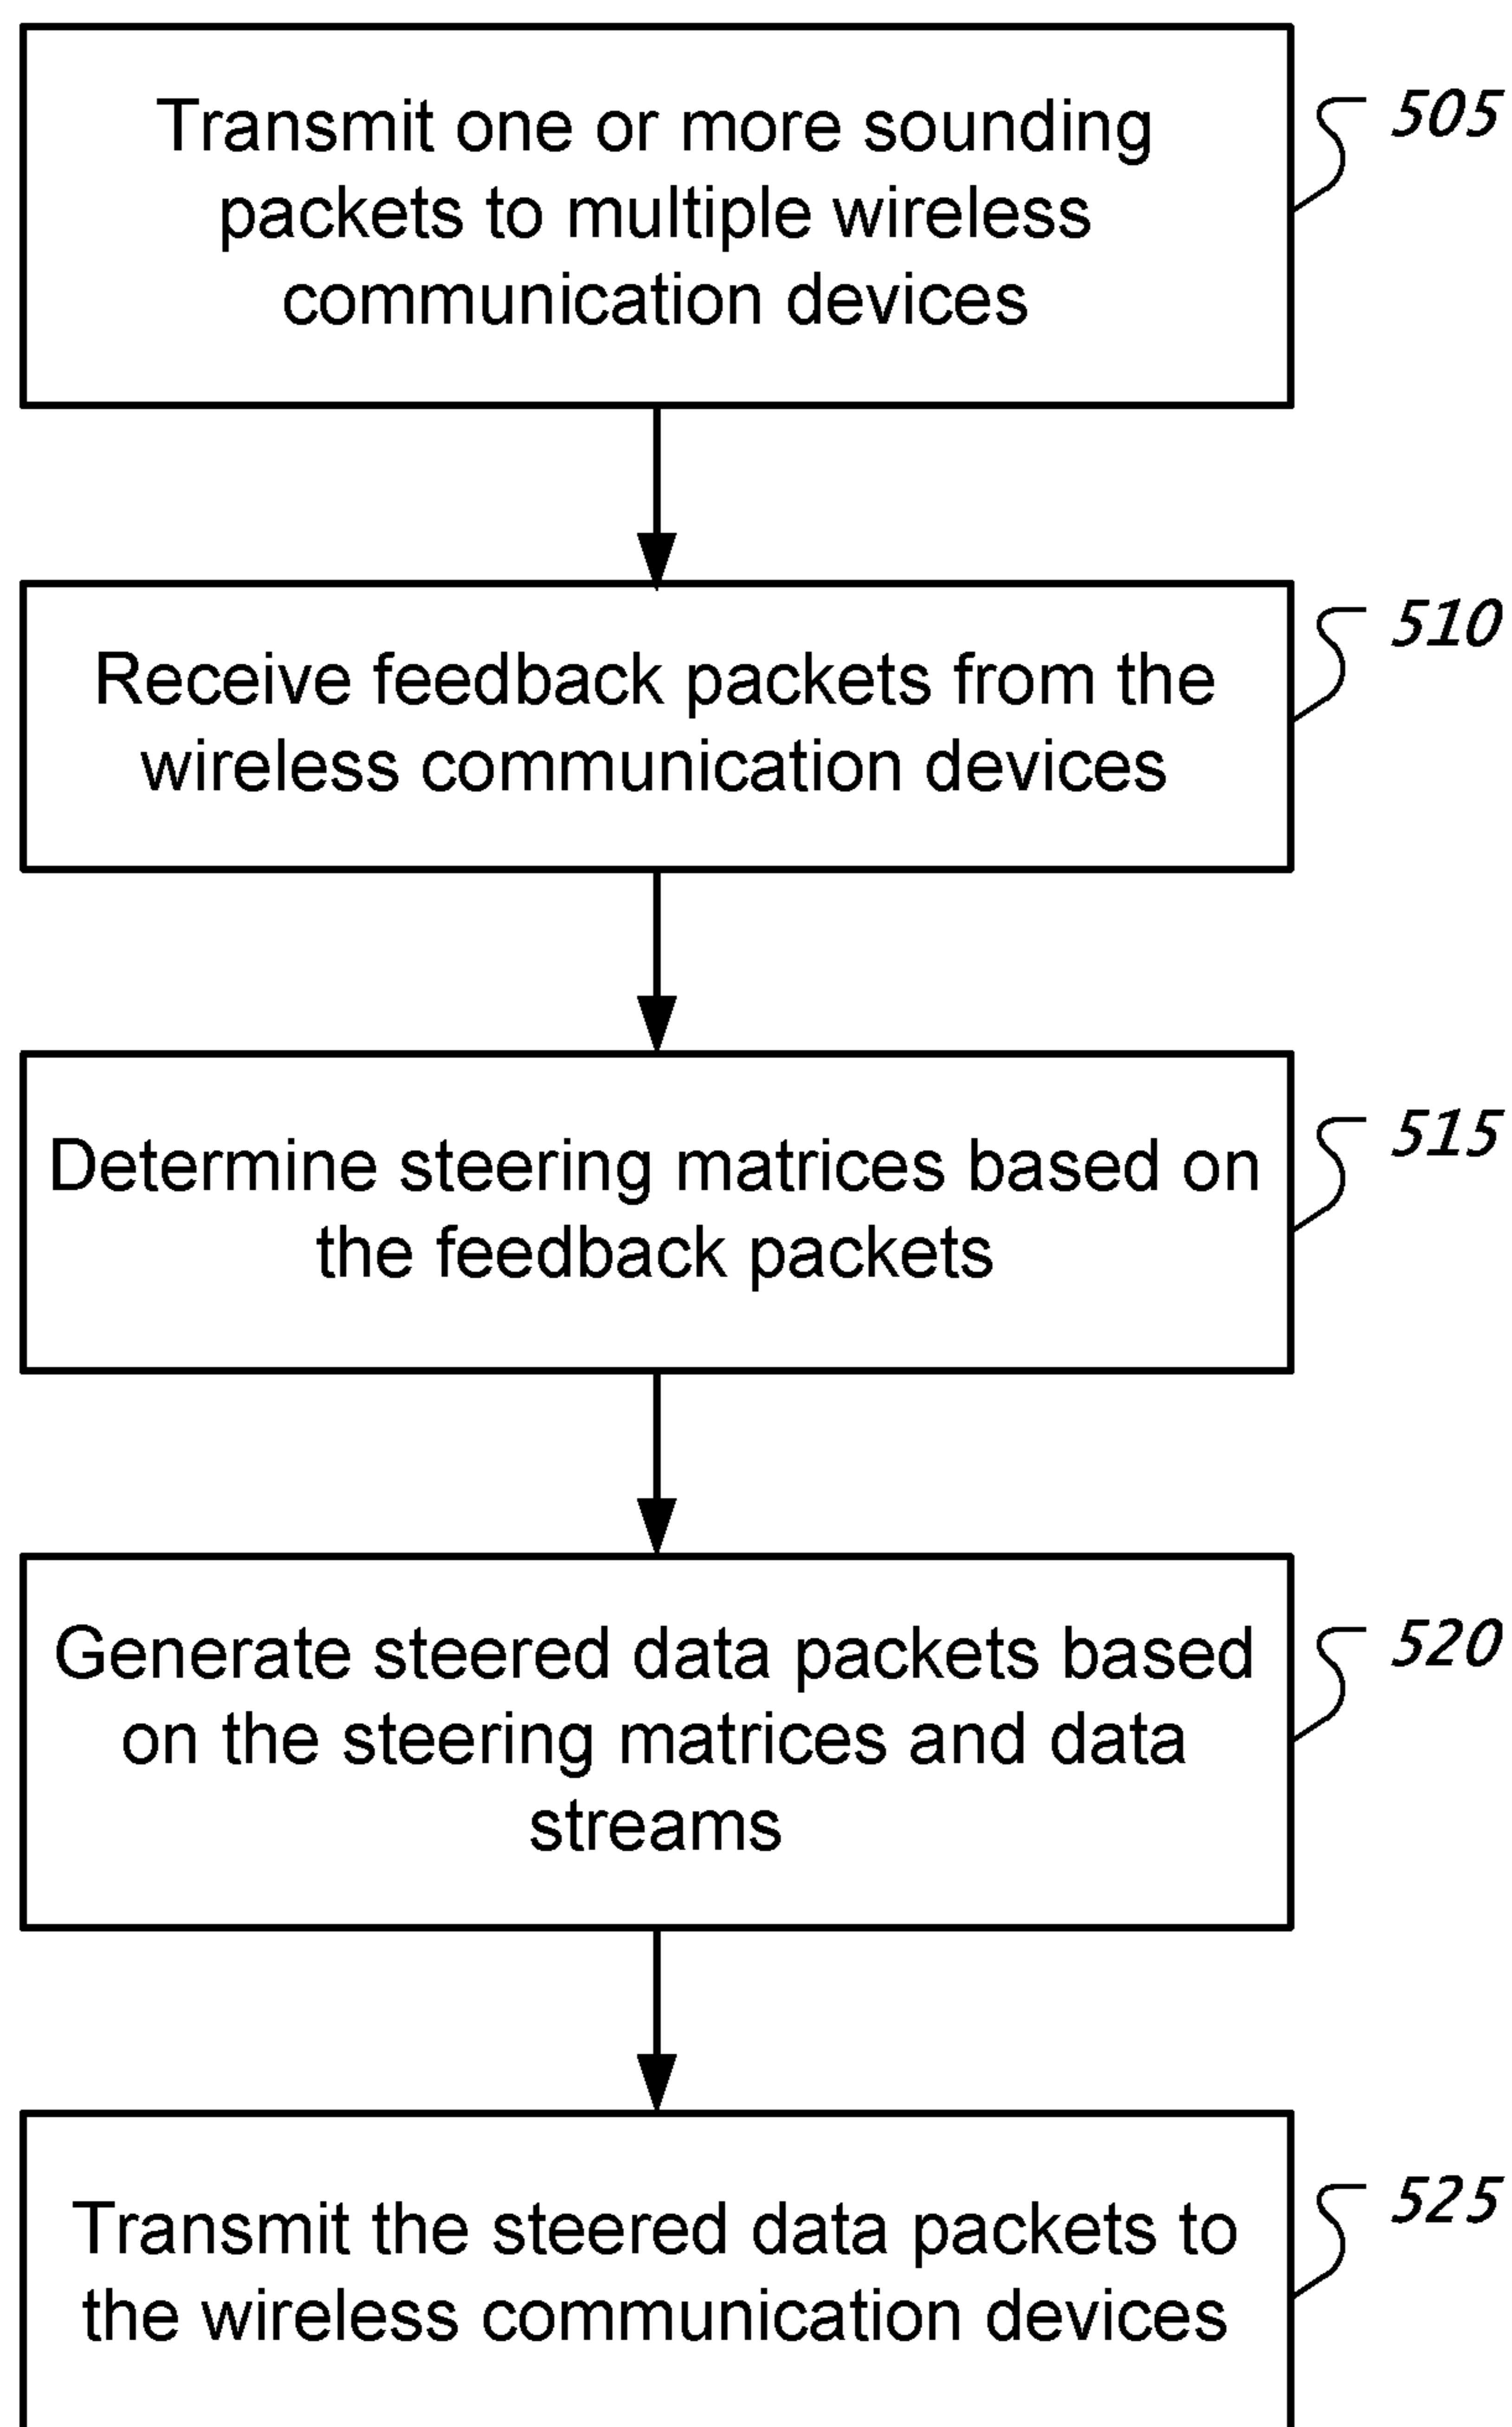 Transmit one or more sounding
packets to multiple wireless
communication devices
505
Receive feedback packets from the
wireless communication devices
510
Determine steering matrices based on
the feedback packets
515
Generate steered data packets based
on the steering matrices and data
streams
520
Transmit the steered data packets to
the wireless communication devices
525